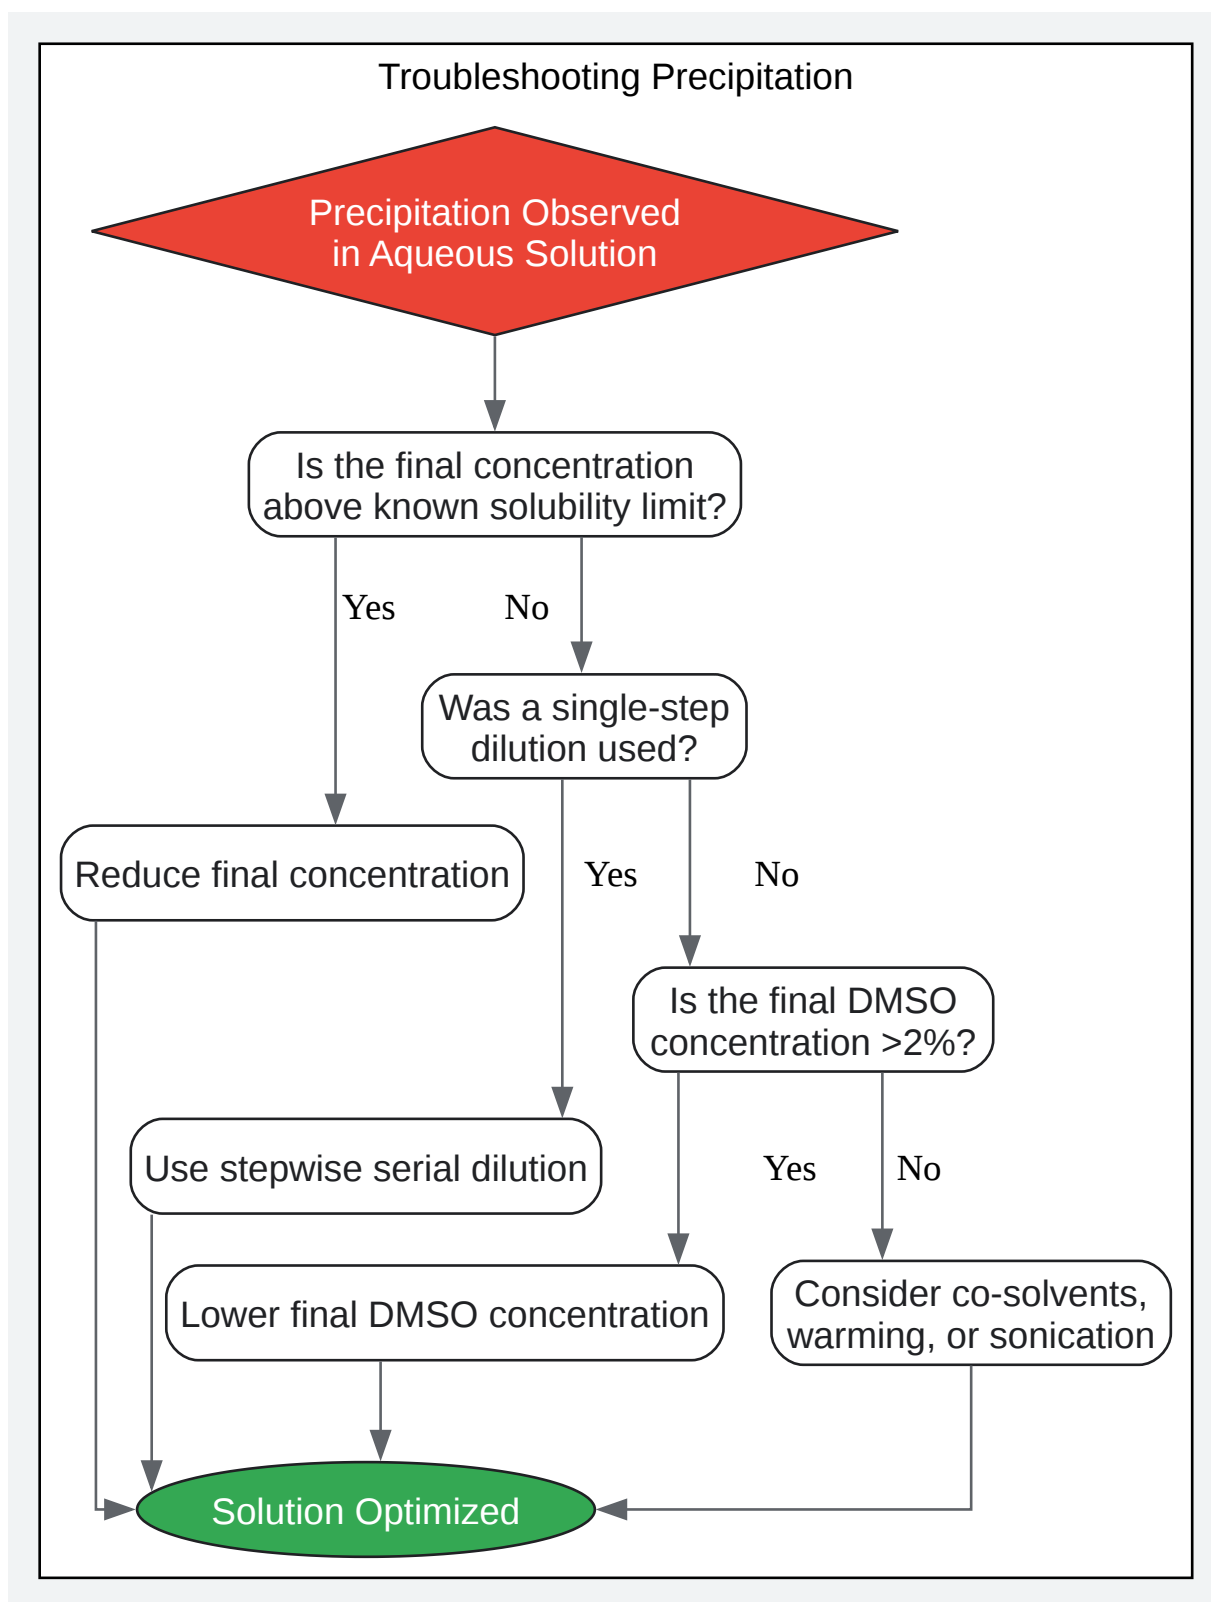 Troubleshooting Precipitation
Precipitation Observed
in Aqueous Solution
Is the final concentration
above known solubility limit?
Yes
No
Was a single-step
dilution used?
Reduce final concentration
Yes
No
Is the final DMSO
concentration >2%?
Use stepwise serial dilution
Yes
No
Lower final DMSO concentration
Consider co-solvents,
warming, or sonication
Solution Optimized